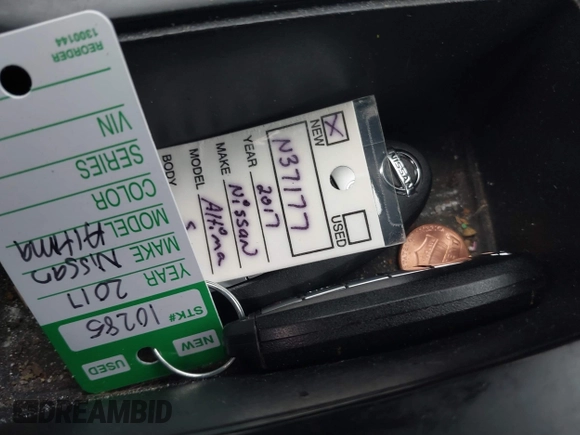 USED
NEW
STK# 10285
YEAR 2017
MAKE Nissan
MODEL Altima
COLOR
SERIES
VIN
REORDER
1300144
NEW X
USED
N37177
YEAR 2017
MAKE Nissan
MODEL Altima
BODY
NISSAN
DREAMBID